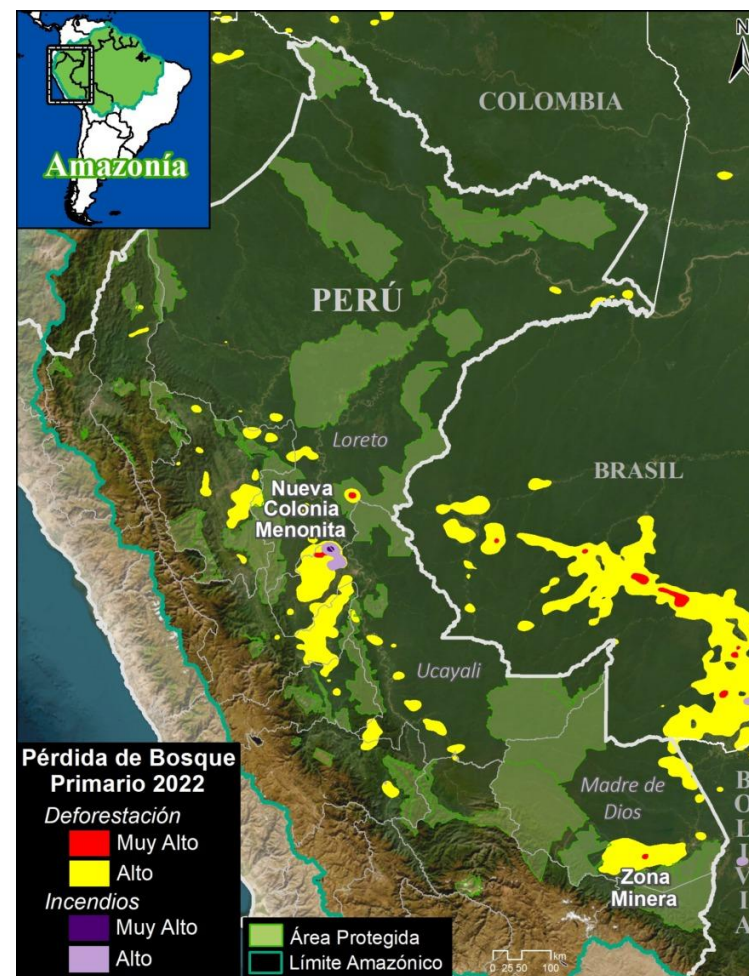 N
COLOMBIA
Amazonía
PERÚ
Loreto
BRASIL
Nueva
Colonia
Menonita
Ucayali
Madre de
Dios
BOLIVIA
Zona
Minera
Pérdida de Bosque
Primario 2022
Deforestación
Muy Alto
Alto
Incendios
Muy Alto
Alto
Área Protegida
Límite Amazónico
km
0 25 50 100